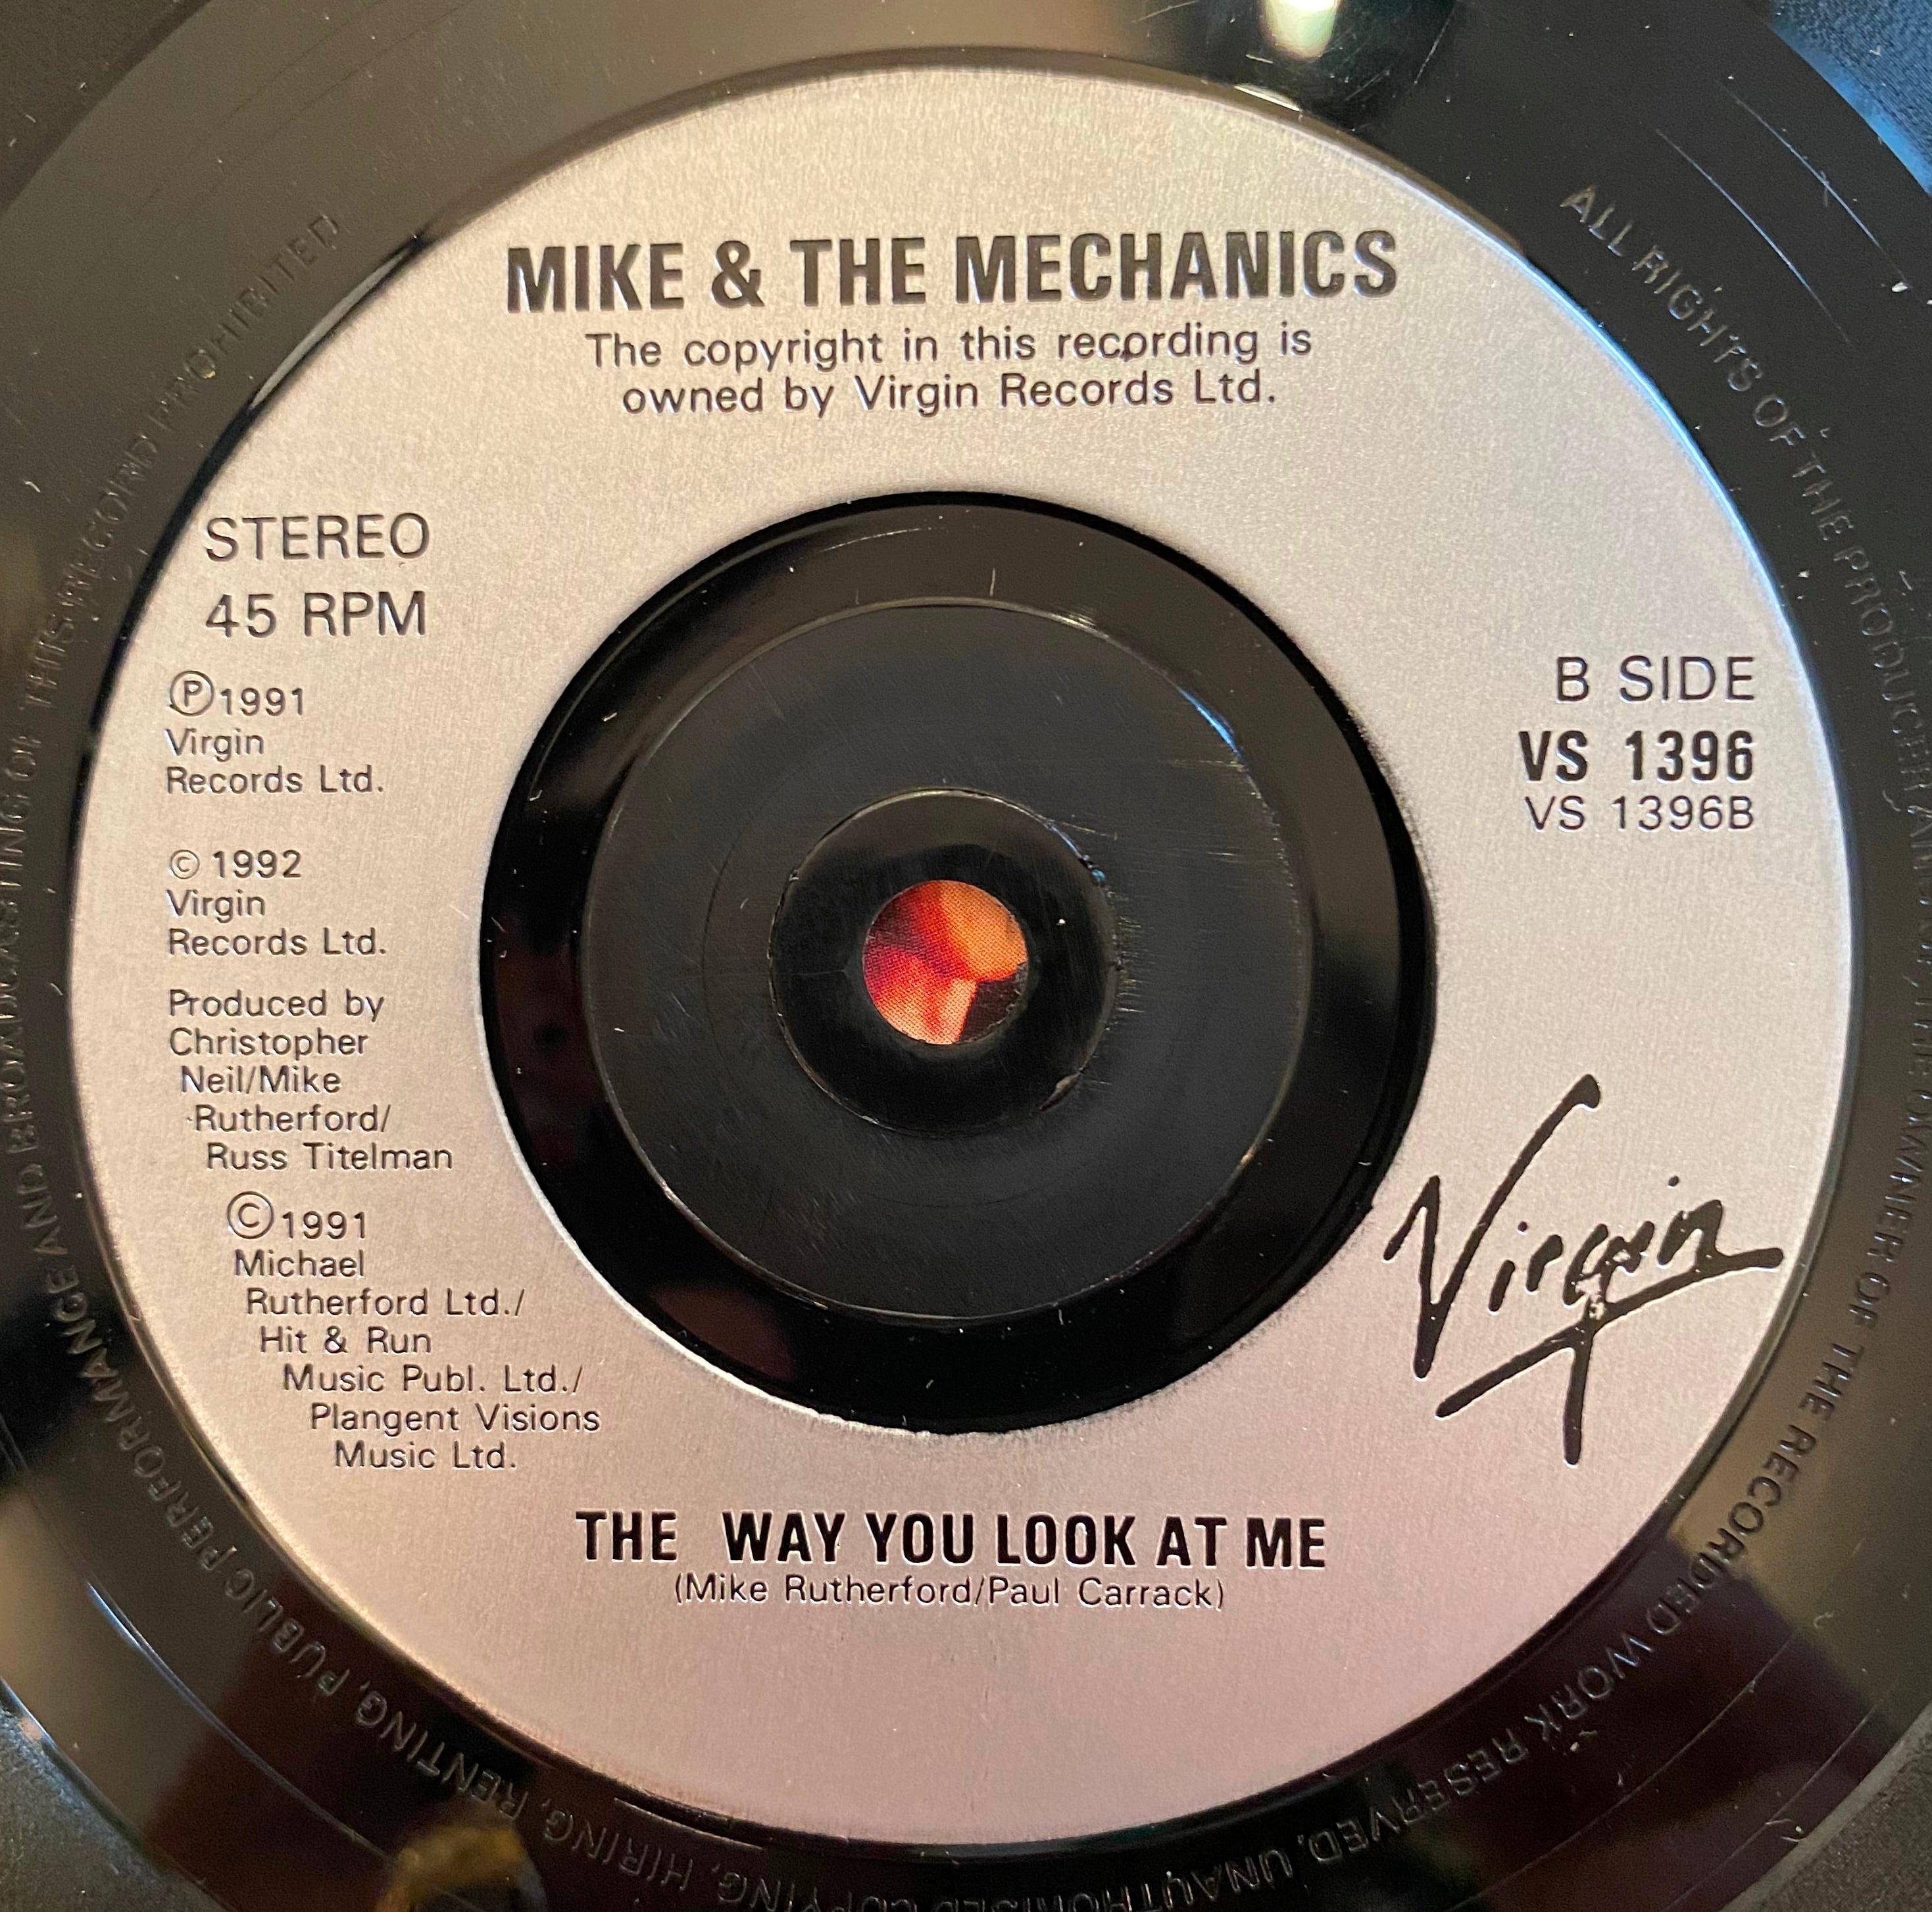 MIKE & THE MECHANICS
The copyright in this recording is
owned by Virgin Records Ltd.
STEREO
45 RPM
Ⓟ1991
Virgin
Records Ltd.
© 1992
Virgin
Records Ltd.
Produced by
Christopher
Neil/Mike
Rutherford/
Russ Titelman
©1991
Michael
Rutherford Ltd./
Hit & Run
Music Publ. Ltd./
Plangent Visions
Music Ltd.
B SIDE
VS 1396
VS 1396B
Virgin
THE WAY YOU LOOK AT ME
(Mike Rutherford/Paul Carrack)
ALL RIGHTS OF THE PRODUCER AND OF THE OWNER OF THE RECORDED WORK RESERVED. UNAUTHORISED COPYING, HIRING, RENTING, PUBLIC PERFORMANCE AND BROADCASTING OF THIS RECORD PROHIBITED